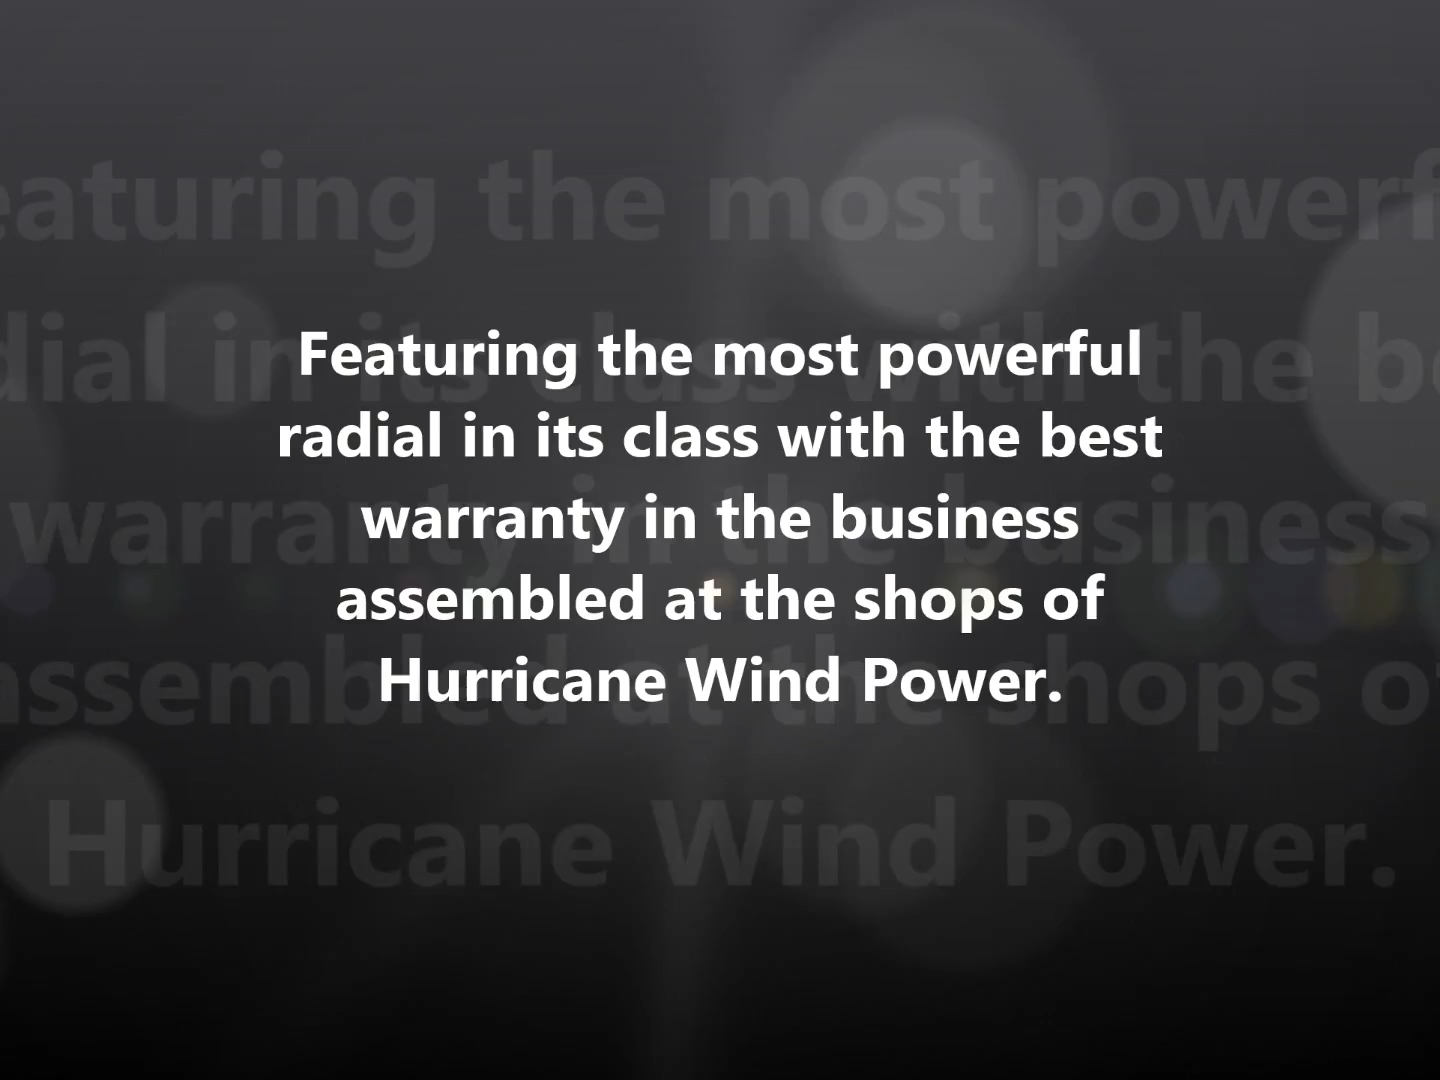 Featuring the most powerful
radial in its class with the best
warranty in the business
assembled at the shops of
Hurricane Wind Power.